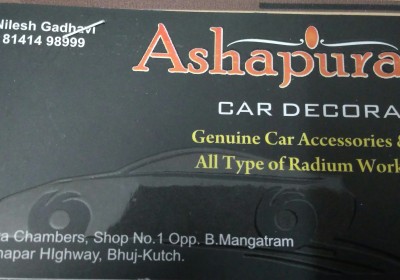 Nilesh Gadhavi
81414 98999
Ashapura
CAR DECORA
Genuine Car Accessories &
All Type of Radium Work
a Chambers, Shop No.1 Opp. B.Mangatram
hapar HIghway, Bhuj-Kutch.